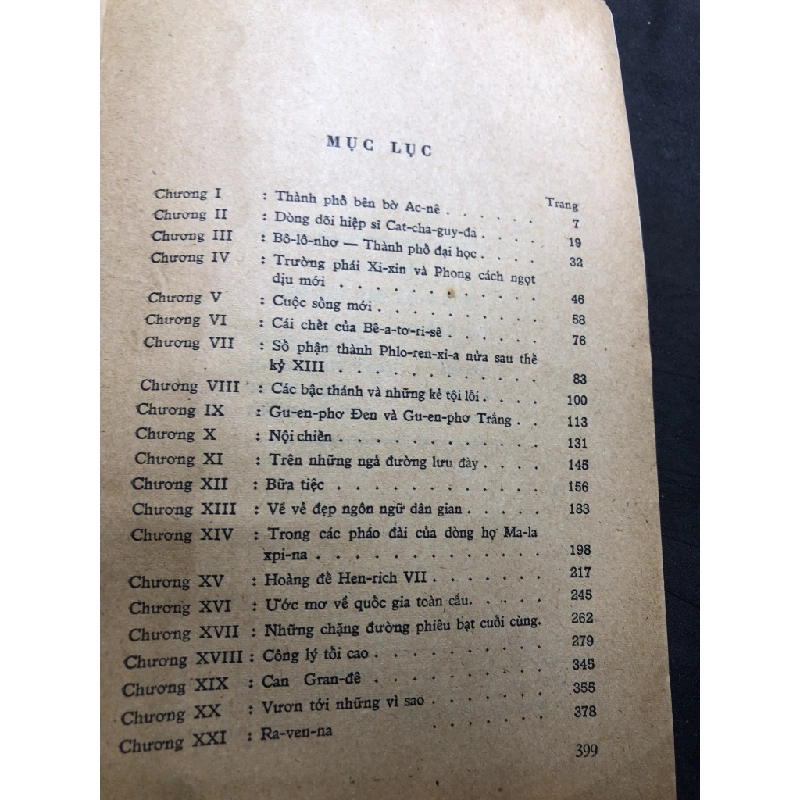 MỤC LỤC
Trang
Chương I : Thành phố bên bờ Ac-nê . . . . . . 7
Chương II : Dòng dõi hiệp sĩ Cat-cha-guy-đa . . . . 19
Chương III : Bô-lô-nhơ — Thành phố đại học . . . . 32
Chương IV : Trường phái Xi-xin và Phong cách ngọt
dịu mới . . . . . . . . . . 46
Chương V : Cuộc sống mới . . . . . . . . 58
Chương VI : Cái chết của Bê-a-tơ-ri-sê . . . . . 76
Chương VII : Số phận thành Phlo-ren-xi-a nửa sau thế
kỷ XIII . . . . . . . . . . 83
Chương VIII : Các bậc thánh và những kẻ tội lỗi . . . . 100
Chương IX : Gu-en-phơ Đen và Gu-en-phơ Trắng . . 113
Chương X : Nội chiến . . . . . . . . . 131
Chương XI : Trên những ngả đường lưu đày . . . . 145
Chương XII : Bữa tiệc . . . . . . . . . . 156
Chương XIII : Về vẻ đẹp ngôn ngữ dân gian . . . . . 183
Chương XIV : Trong các pháo đài của dòng họ Ma-la
xpi-na . . . . . . . . . . 198
Chương XV : Hoàng đế Hen-rich VII . . . . . . 217
Chương XVI : Ước mơ về quốc gia toàn cầu. . . . . 245
Chương XVII : Những chặng đường phiêu bạt cuối cùng. 262
Chương XVIII : Công lý tối cao . . . . . . . . 279
Chương XIX : Can Gran-đê . . . . . . . . 345
Chương XX : Vươn tới những vì sao . . . . . . 355
Chương XXI : Ra-ven-na . . . . . 378
399